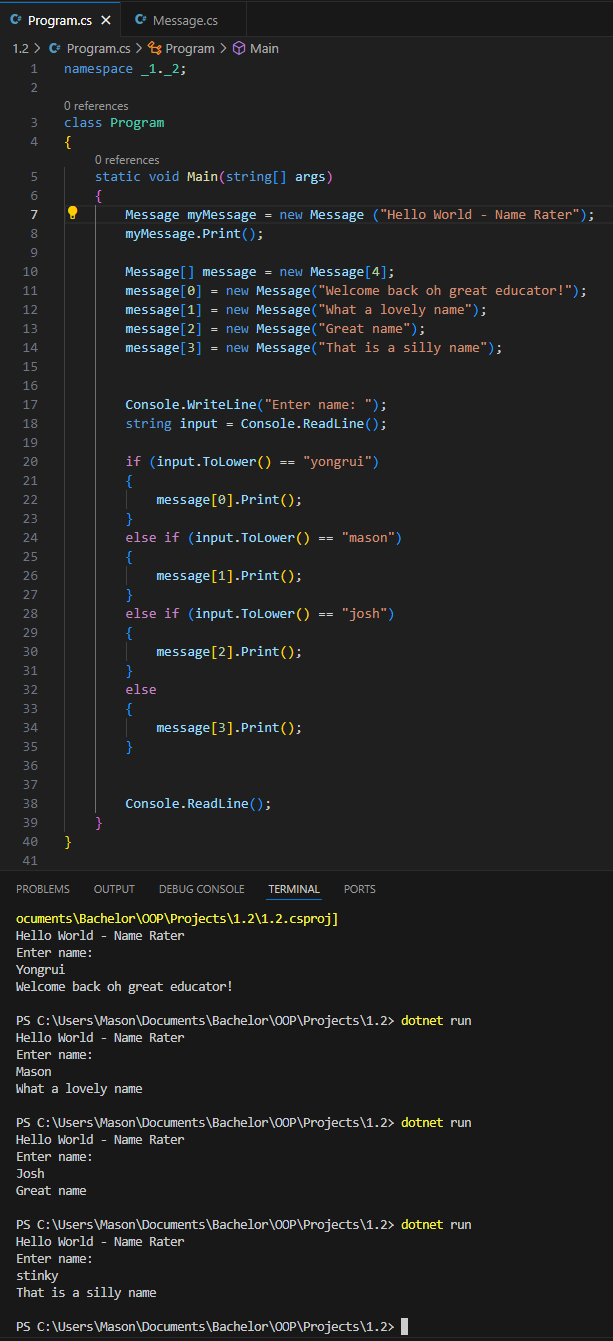 Program.cs
Message.cs
1.2 > Program.cs > Program > Main
1 namespace _1._2;
2
0 references
3 class Program
4 {
0 references
5 static void Main(string[] args)
6 {
7 Message myMessage = new Message ("Hello World - Name Rater");
8 myMessage.Print();
9
10 Message[] message = new Message[4];
11 message[0] = new Message("Welcome back oh great educator!");
12 message[1] = new Message("What a lovely name");
13 message[2] = new Message("Great name");
14 message[3] = new Message("That is a silly name");
15
16
17 Console.WriteLine("Enter name: ");
18 string input = Console.ReadLine();
19
20 if (input.ToLower() == "yongrui")
21 {
22 message[0].Print();
23 }
24 else if (input.ToLower() == "mason")
25 {
26 message[1].Print();
27 }
28 else if (input.ToLower() == "josh")
29 {
30 message[2].Print();
31 }
32 else
33 {
34 message[3].Print();
35 }
36
37
38 Console.ReadLine();
39 }
40 }
41
PROBLEMS OUTPUT DEBUG CONSOLE TERMINAL PORTS
ocuments\Bachelor\OOP\Projects\1.2\1.2.csproj]
Hello World - Name Rater
Enter name:
Yongrui
Welcome back oh great educator!
PS C:\Users\Mason\Documents\Bachelor\OOP\Projects\1.2> dotnet run
Hello World - Name Rater
Enter name:
Mason
What a lovely name
PS C:\Users\Mason\Documents\Bachelor\OOP\Projects\1.2> dotnet run
Hello World - Name Rater
Enter name:
Josh
Great name
PS C:\Users\Mason\Documents\Bachelor\OOP\Projects\1.2> dotnet run
Hello World - Name Rater
Enter name:
stinky
That is a silly name
PS C:\Users\Mason\Documents\Bachelor\OOP\Projects\1.2>